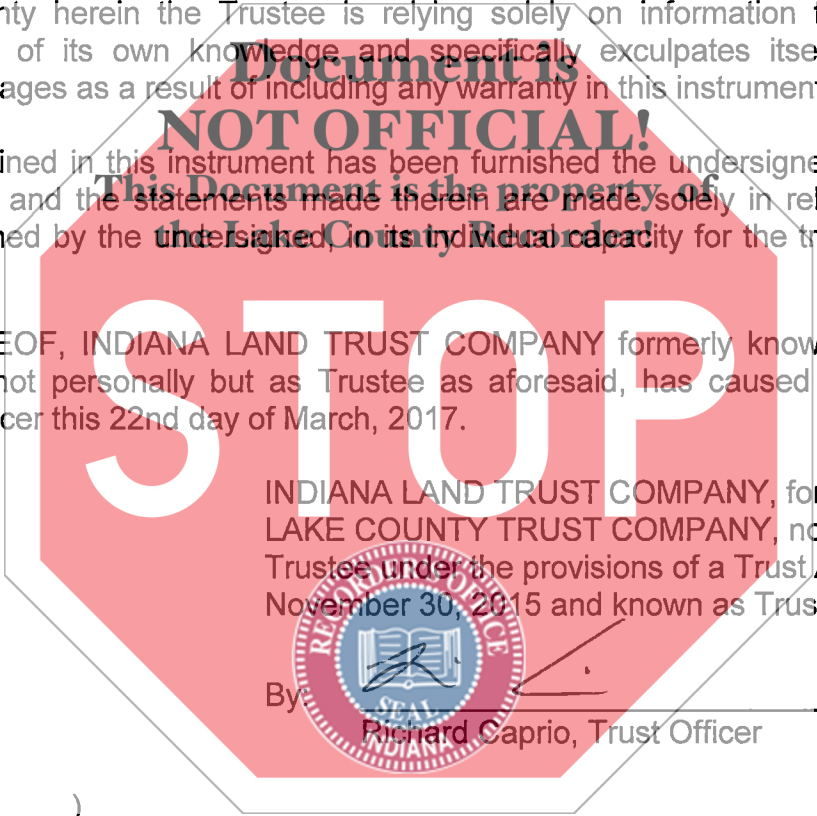 nty herein the Trustee is relying solely on information
of its own knowledge and specifically exculpates itse
Document is
ages as a result of including any warranty in this instrumen
NOT OFFICIAL!
ined in this instrument has been furnished the undersigne
This Document is the property of
and the statements made therein are made solely in rel
the Lake County Recorder!
ned by the undersigned, in its individual capacity for the tr
STOP
EOF, INDIANA LAND TRUST COMPANY formerly know
not personally but as Trustee as aforesaid, has caused
cer this 22nd day of March, 2017.
INDIANA LAND TRUST COMPANY, for
LAKE COUNTY TRUST COMPANY, no
Trustee under the provisions of a Trust A
November 30, 2015 and known as Trus
RECORDER OFFICE
SEAL
INDIANA
By:
Richard Caprio, Trust Officer
)